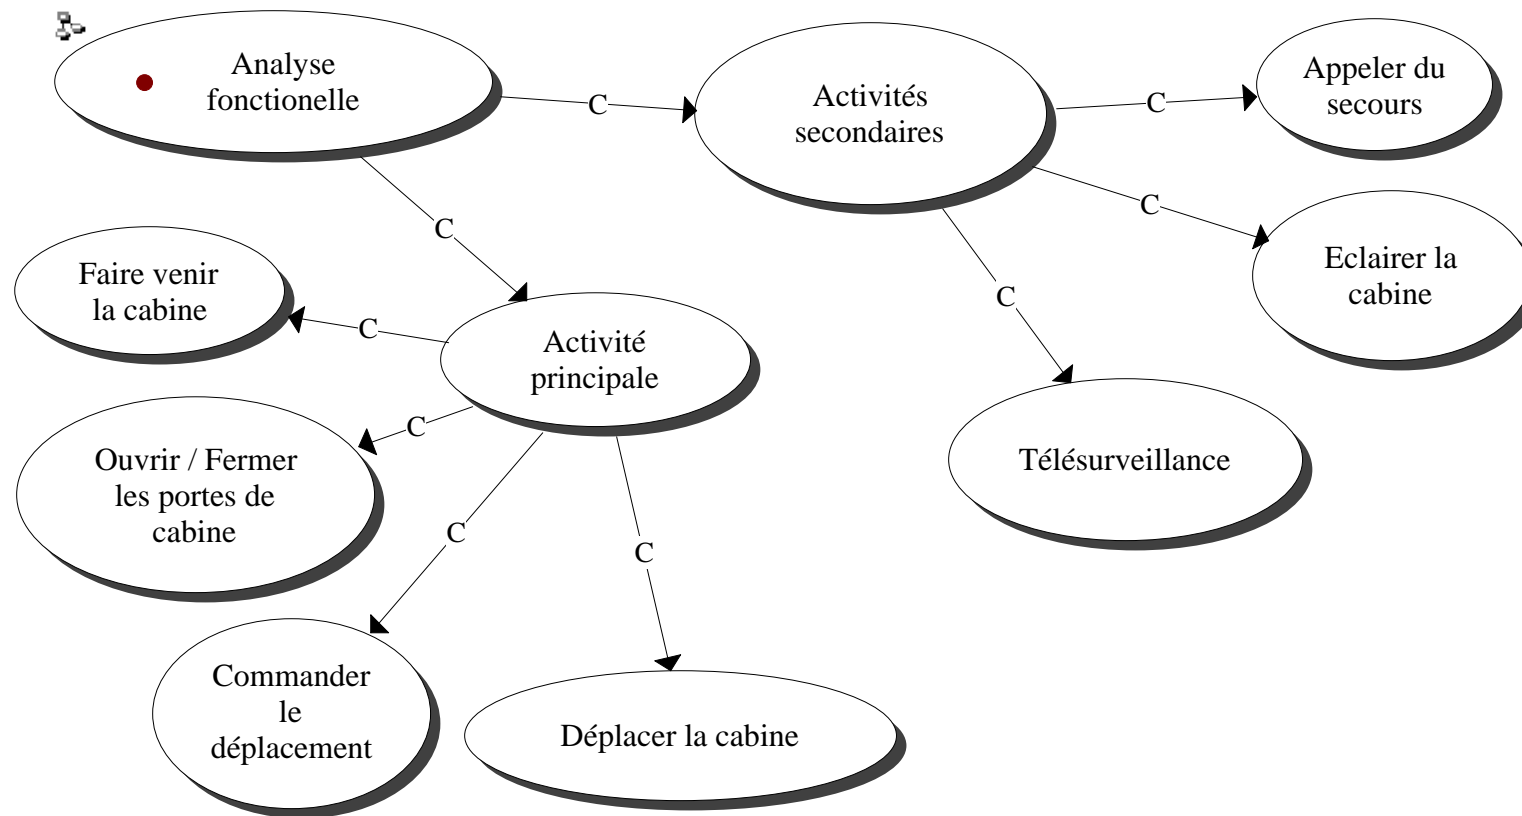 Analyse
fonctionelle
C
Activités
secondaires
C
Appeler du
secours
C
Eclairer la
cabine
C
Télésurveillance
C
Activité
principale
C
Faire venir
la cabine
C
Ouvrir / Fermer
les portes de
cabine
C
Commander
le
déplacement
C
Déplacer la cabine